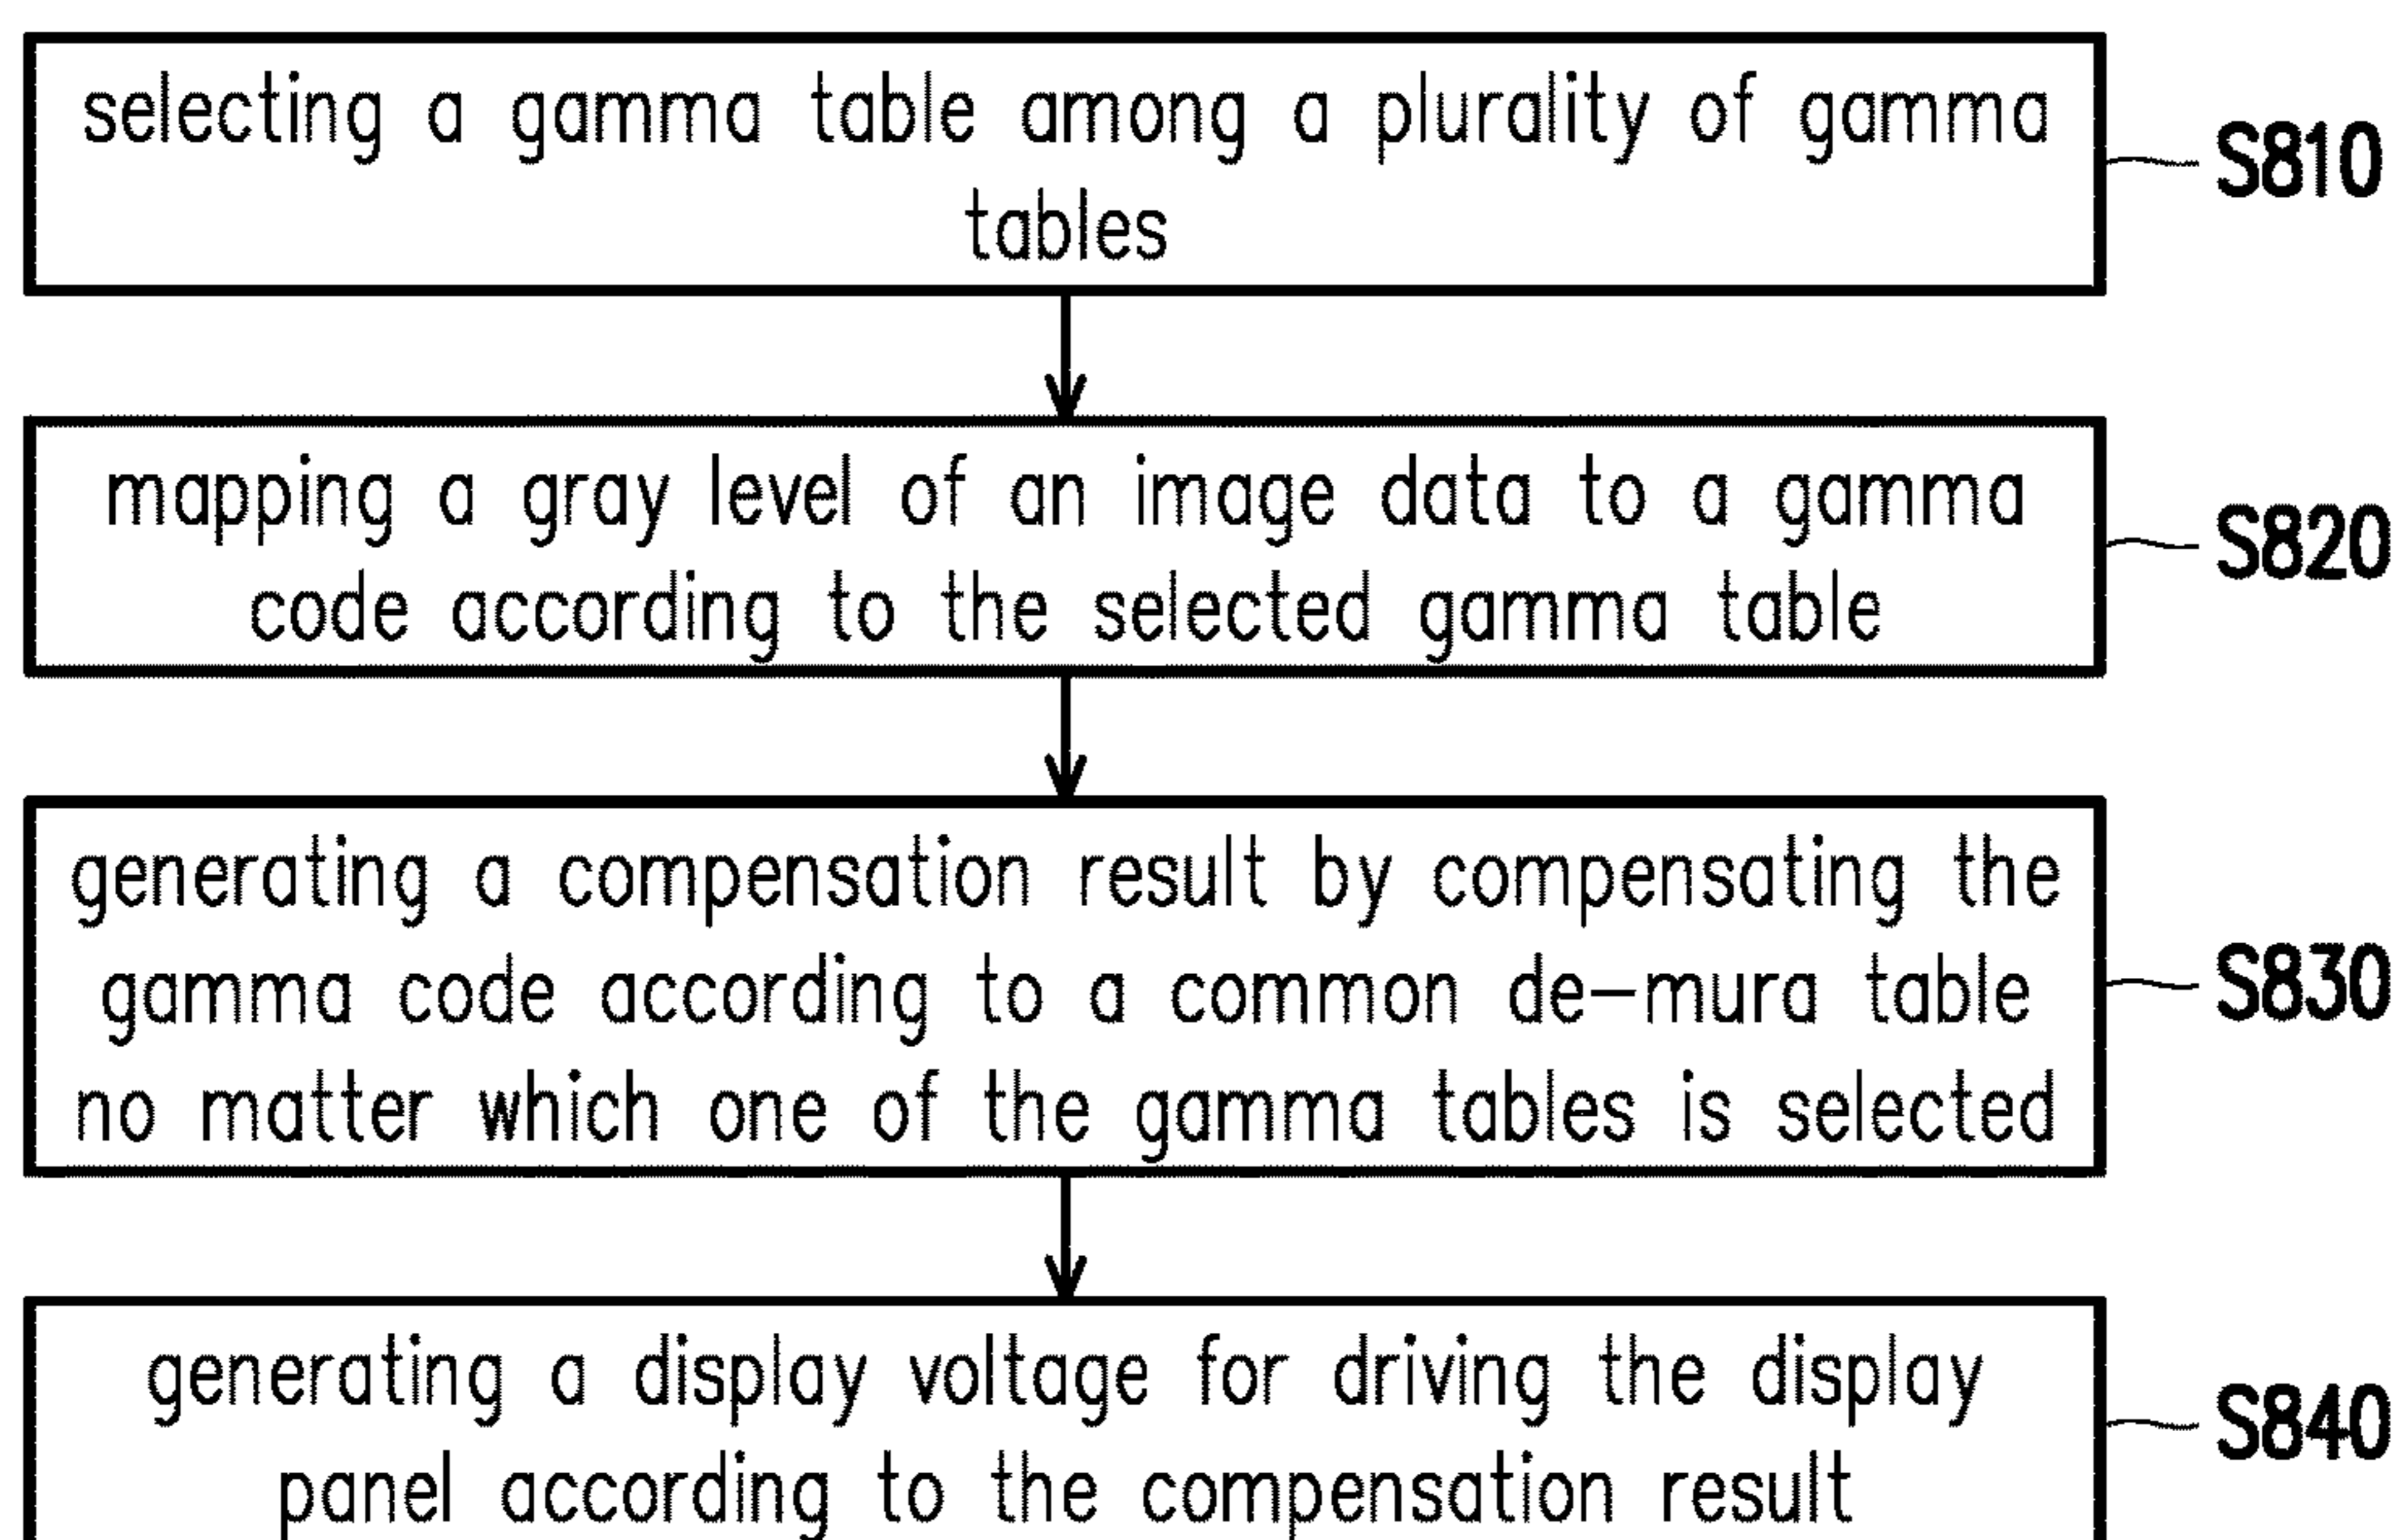 selecting a gamma table among a plurality of gamma
tables
S810
mapping a gray level of an image data to a gamma
code according to the selected gamma table
S820
generating a compensation result by compensating the
gamma code according to a common de-mura table
no matter which one of the gamma tables is selected
S830
generating a display voltage for driving the display
panel according to the compensation result
S840